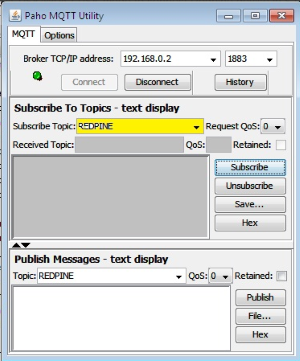 Paho MQTT Utility
MQTT Options
Broker TCP/IP address: 192.168.0.2 1883
Connect Disconnect History
Subscribe To Topics - text display
Subscribe Topic: REDPINE Request QoS: 0
Received Topic: QoS: Retained:
Subscribe
Unsubscribe
Save...
Hex
Publish Messages - text display
Topic: REDPINE QoS: 0 Retained:
Publish
File...
Hex